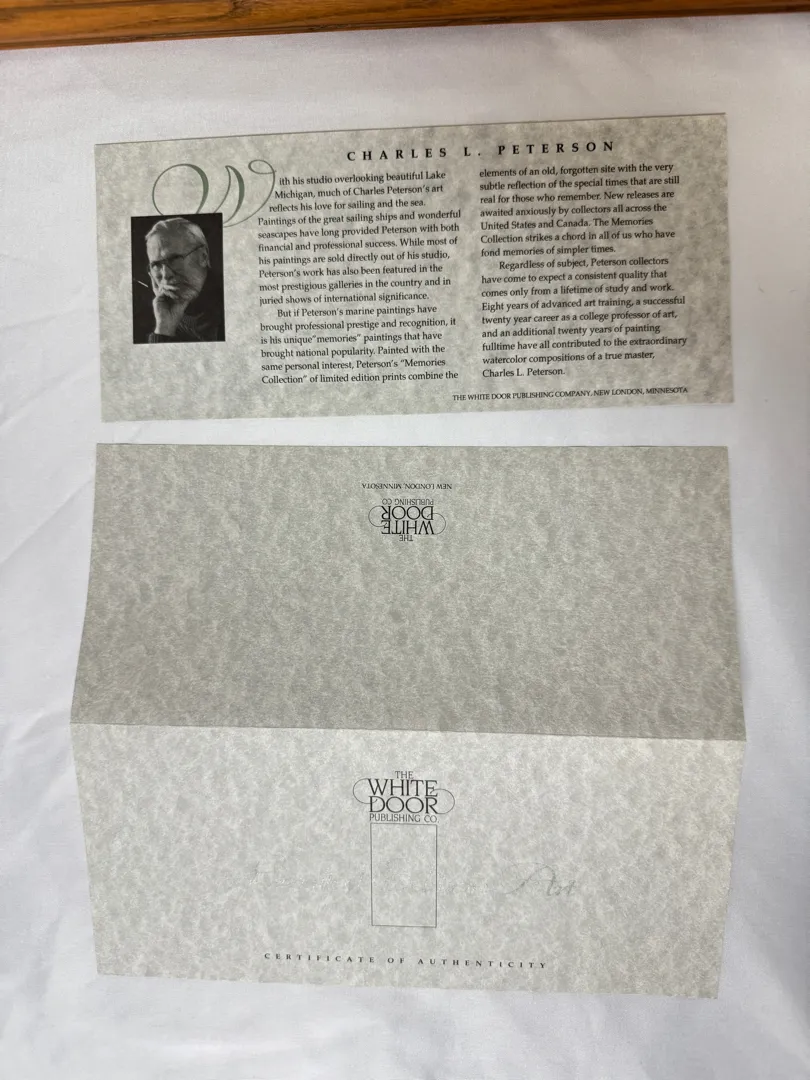 CHARLES L. PETERSON
With his studio overlooking beautiful Lake
Michigan, much of Charles Peterson's art
reflects his love for sailing and the sea.
Paintings of the great sailing ships and wonderful
seascapes have long provided Peterson with both
financial and professional success. While most of
his paintings are sold directly out of his studio,
Peterson's work has also been featured in the
most prestigious galleries in the country and in
juried shows of international significance.
But if Peterson's marine paintings have
brought professional prestige and recognition, it
is his unique "memories" paintings that have
brought national popularity. Painted with the
same personal interest, Peterson's "Memories
Collection" of limited edition prints combine the
elements of an old, forgotten site with the very
subtle reflection of the special times that are still
real for those who remember. New releases are
awaited anxiously by collectors all across the
United States and Canada. The Memories
Collection strikes a chord in all of us who have
fond memories of simpler times.
Regardless of subject, Peterson collectors
have come to expect a consistent quality that
comes only from a lifetime of study and work.
Eight years of advanced art training, a successful
twenty year career as a college professor of art,
and an additional twenty years of painting
fulltime have all contributed to the extraordinary
watercolor compositions of a true master,
Charles L. Peterson.
THE WHITE DOOR PUBLISHING COMPANY, NEW LONDON, MINNESOTA
THE
WHITE
DOOR
PUBLISHING CO
NEW LONDON, MINNESOTA
THE
WHITE
DOOR
PUBLISHING CO.
CERTIFICATE OF AUTHENTICITY